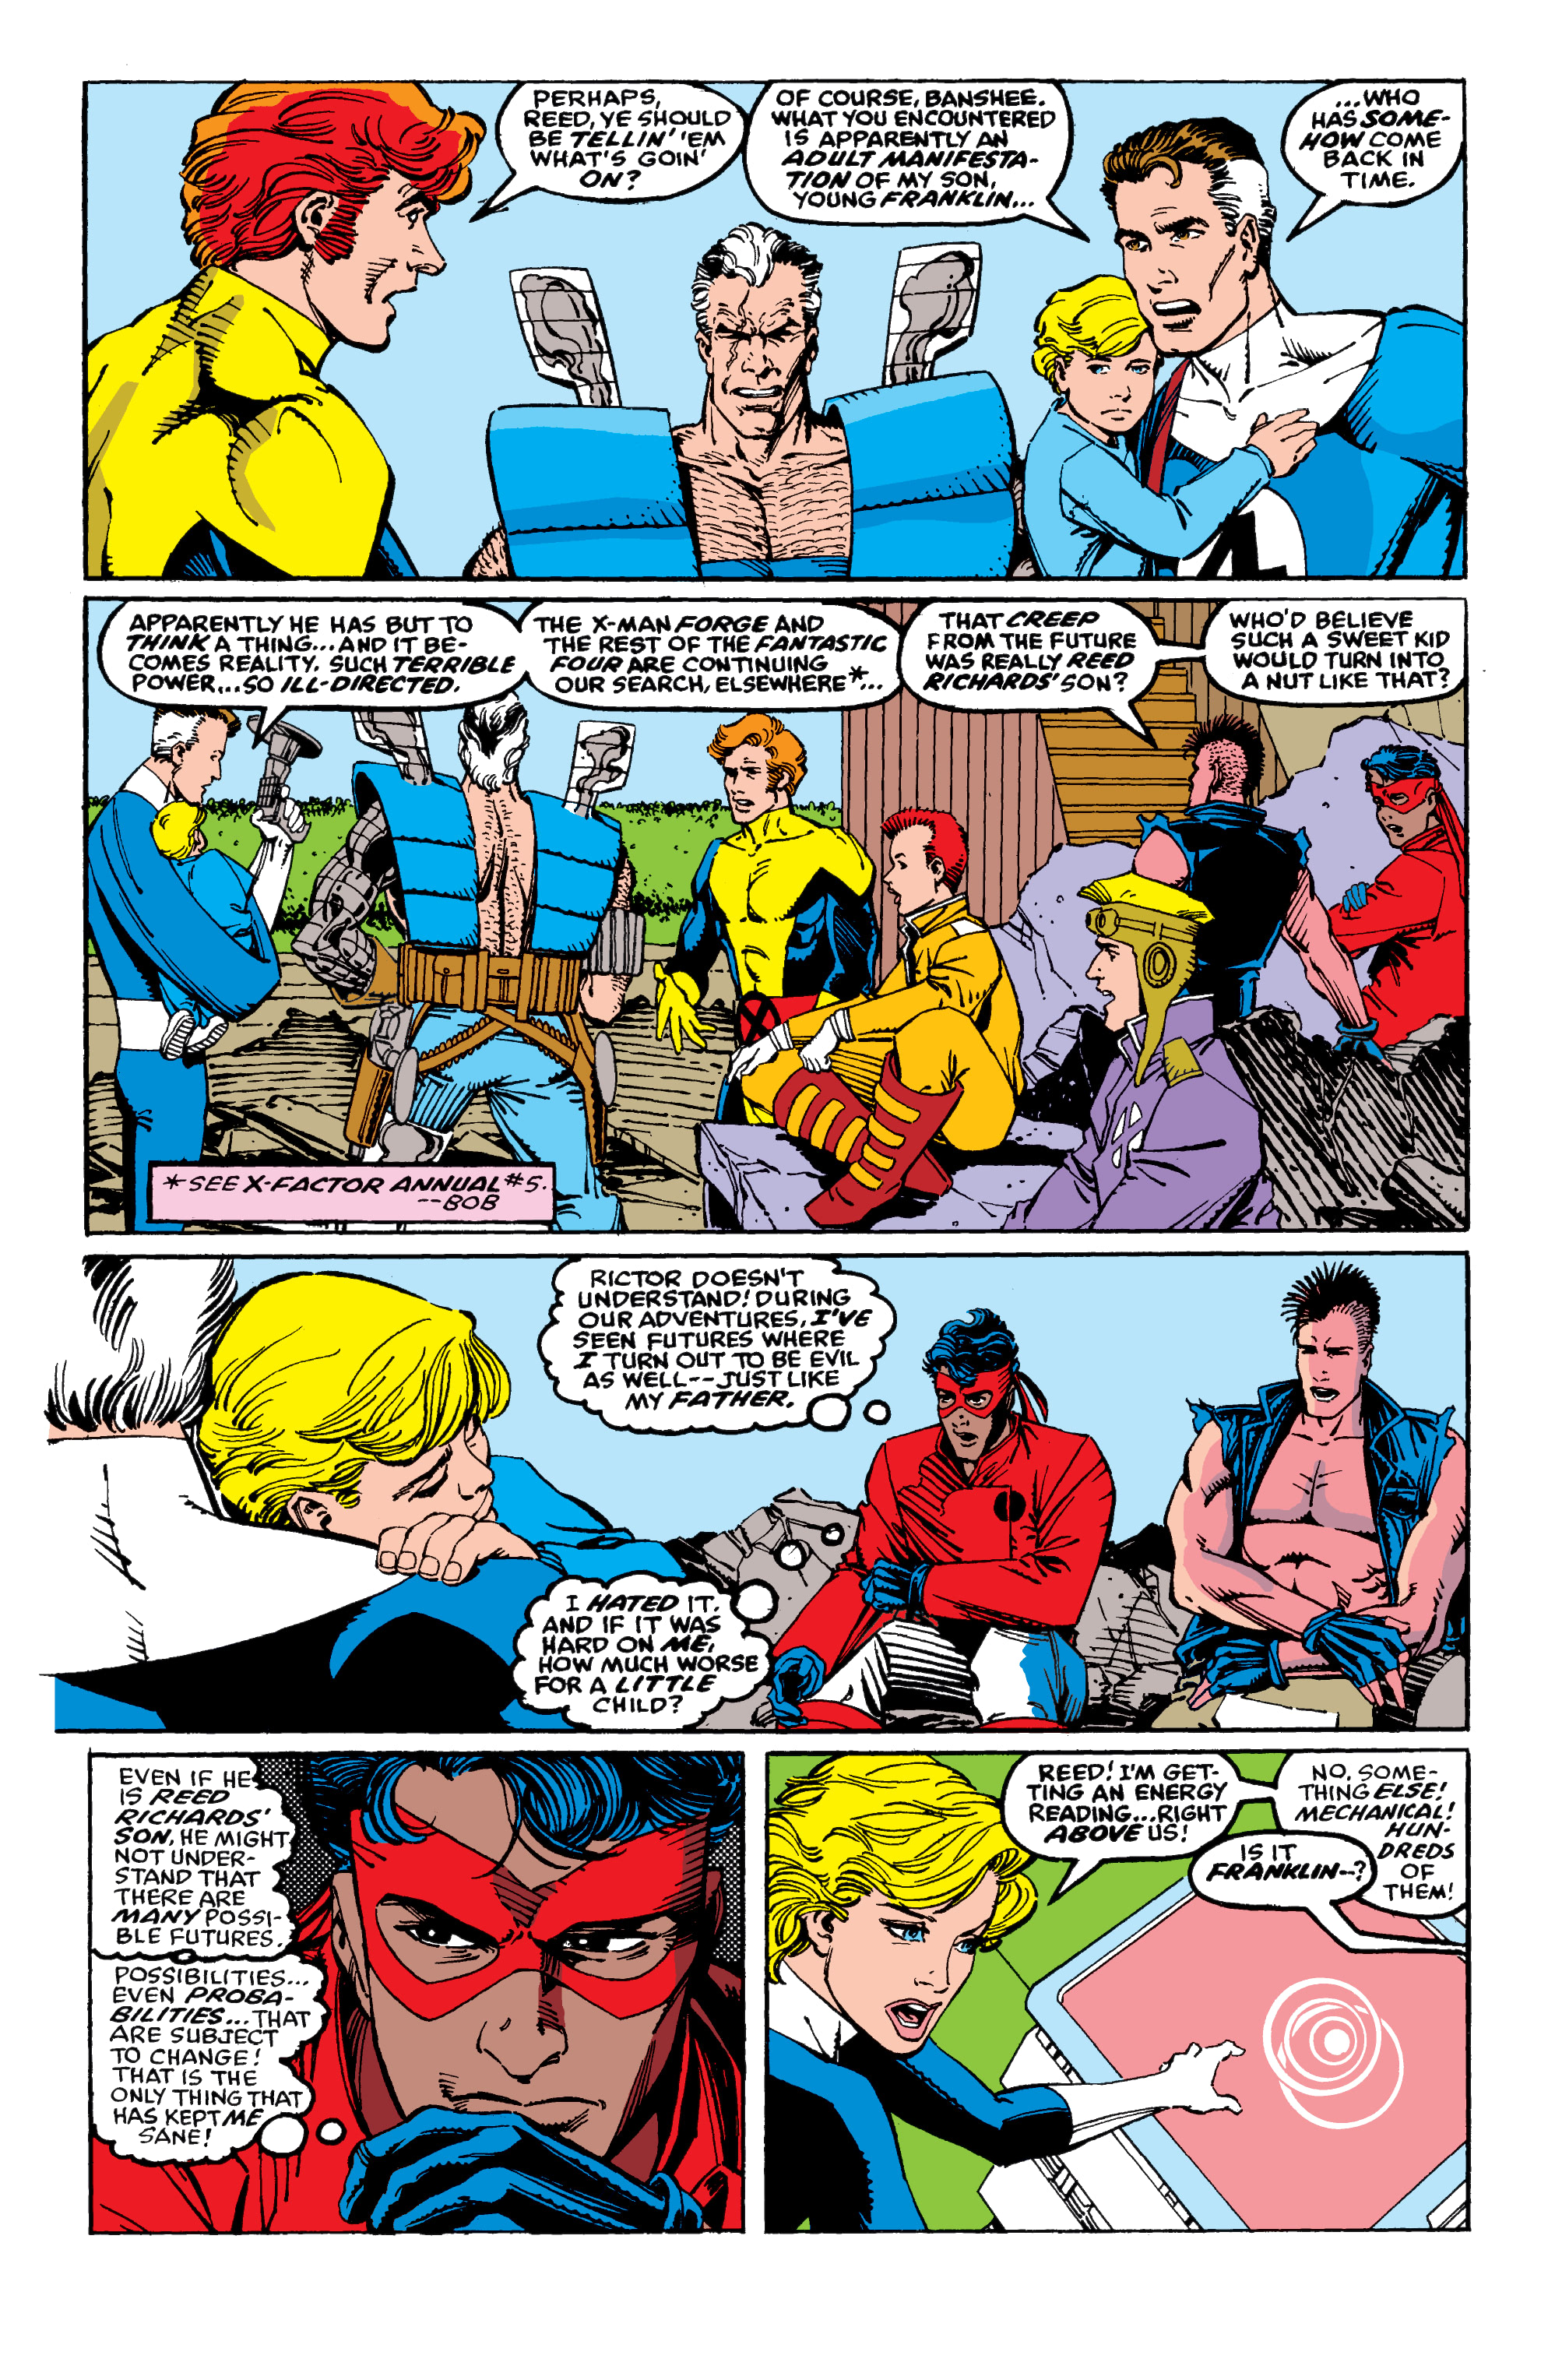 PERHAPS,
REED, YE SHOULD
BE TELLIN' 'EM
WHAT'S GOIN'
ON?
OF COURSE, BANSHEE.
WHAT YOU ENCOUNTERED
IS APPARENTLY AN
ADULT MANIFESTA-
TION OF MY SON,
YOUNG FRANKLIN...
...WHO
HAS SOME-
HOW COME
BACK IN
TIME.
4
APPARENTLY HE HAS BUT TO
THINK A THING...AND IT BE-
COMES REALITY. SUCH TERRIBLE
POWER...SO ILL-DIRECTED.
THE X-MAN FORGE AND
THE REST OF THE FANTASTIC
FOUR ARE CONTINUING
OUR SEARCH, ELSEWHERE*...
THAT CREEP
FROM THE FUTURE
WAS REALLY REED
RICHARDS' SON?
WHO'D BELIEVE
SUCH A SWEET KID
WOULD TURN INTO
A NUT LIKE THAT?
*SEE X-FACTOR ANNUAL #5.
--BOB
RICTOR DOESN'T
UNDERSTAND! DURING
OUR ADVENTURES, I'VE
SEEN FUTURES WHERE
I TURN OUT TO BE EVIL
AS WELL--JUST LIKE
MY FATHER.
I HATED IT.
AND IF IT WAS
HARD ON ME,
HOW MUCH WORSE
FOR A LITTLE
CHILD?
EVEN IF HE
IS REED
RICHARDS'
SON, HE MIGHT
NOT UNDER-
STAND THAT
THERE ARE
MANY POSSI-
BLE FUTURES.
POSSIBILITIES...
EVEN PROBA-
BILITIES...THAT
ARE SUBJECT
TO CHANGE!
THAT IS THE
ONLY THING THAT
HAS KEPT ME
SANE!
REED! I'M GET-
TING AN ENERGY
READING...RIGHT
ABOVE US!
IS IT
FRANKLIN--?
NO. SOME-
THING ELSE!
MECHANICAL!
HUN-
DREDS
OF
THEM!